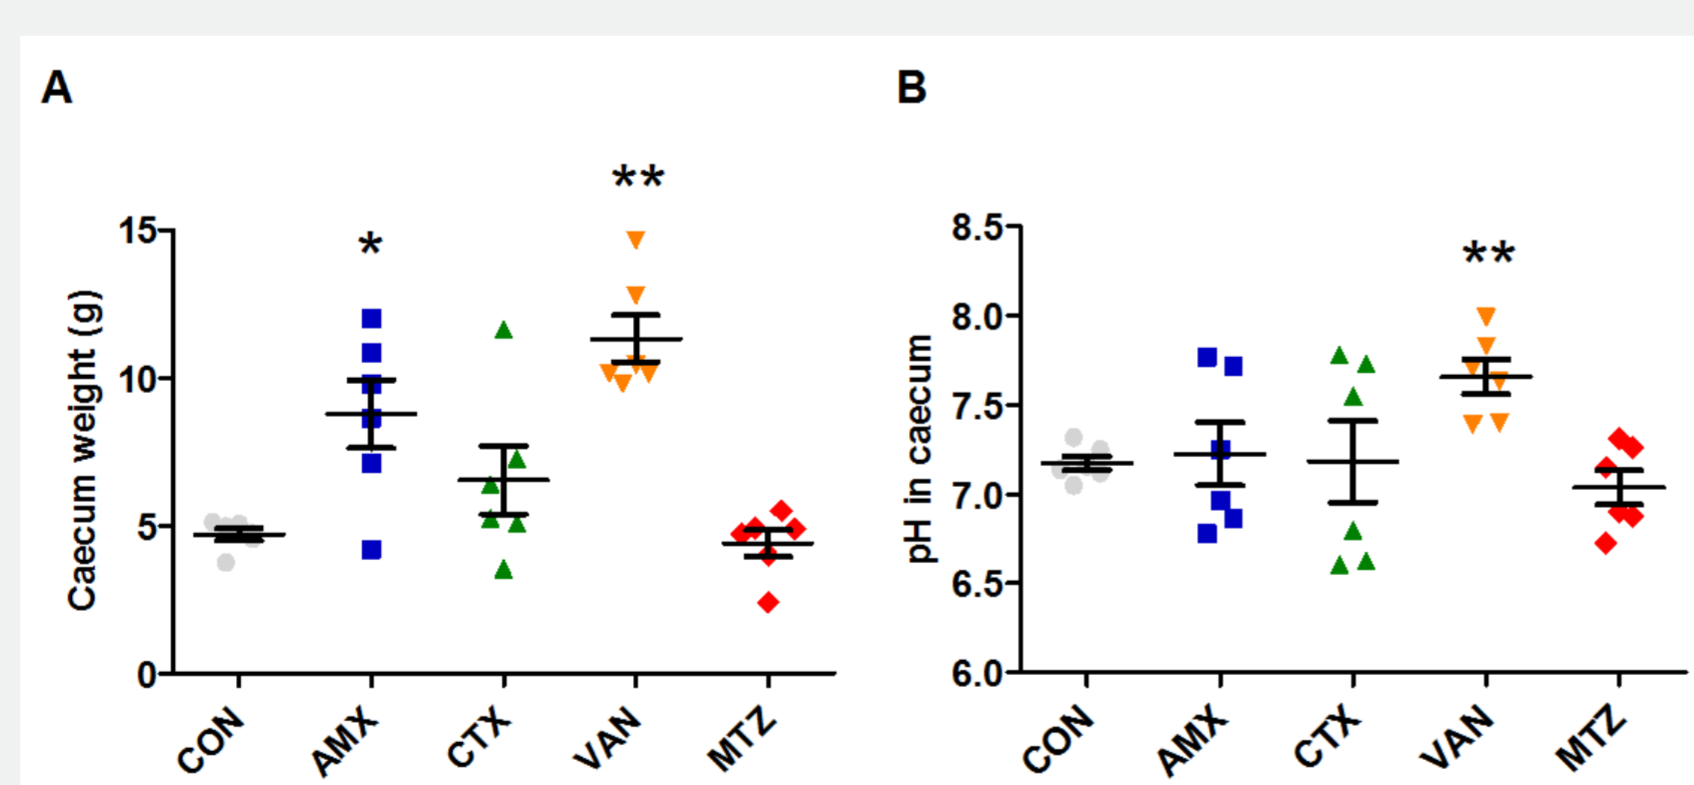 A
B
**
15
*
8.5
**
8.0
10
7.5
7.0
5
6.5
0
6.0
Caecum weight (g)
pH in caecum
CON
AMX
CTX
VAN
MTZ
CON
AMX
CTX
VAN
MTZ